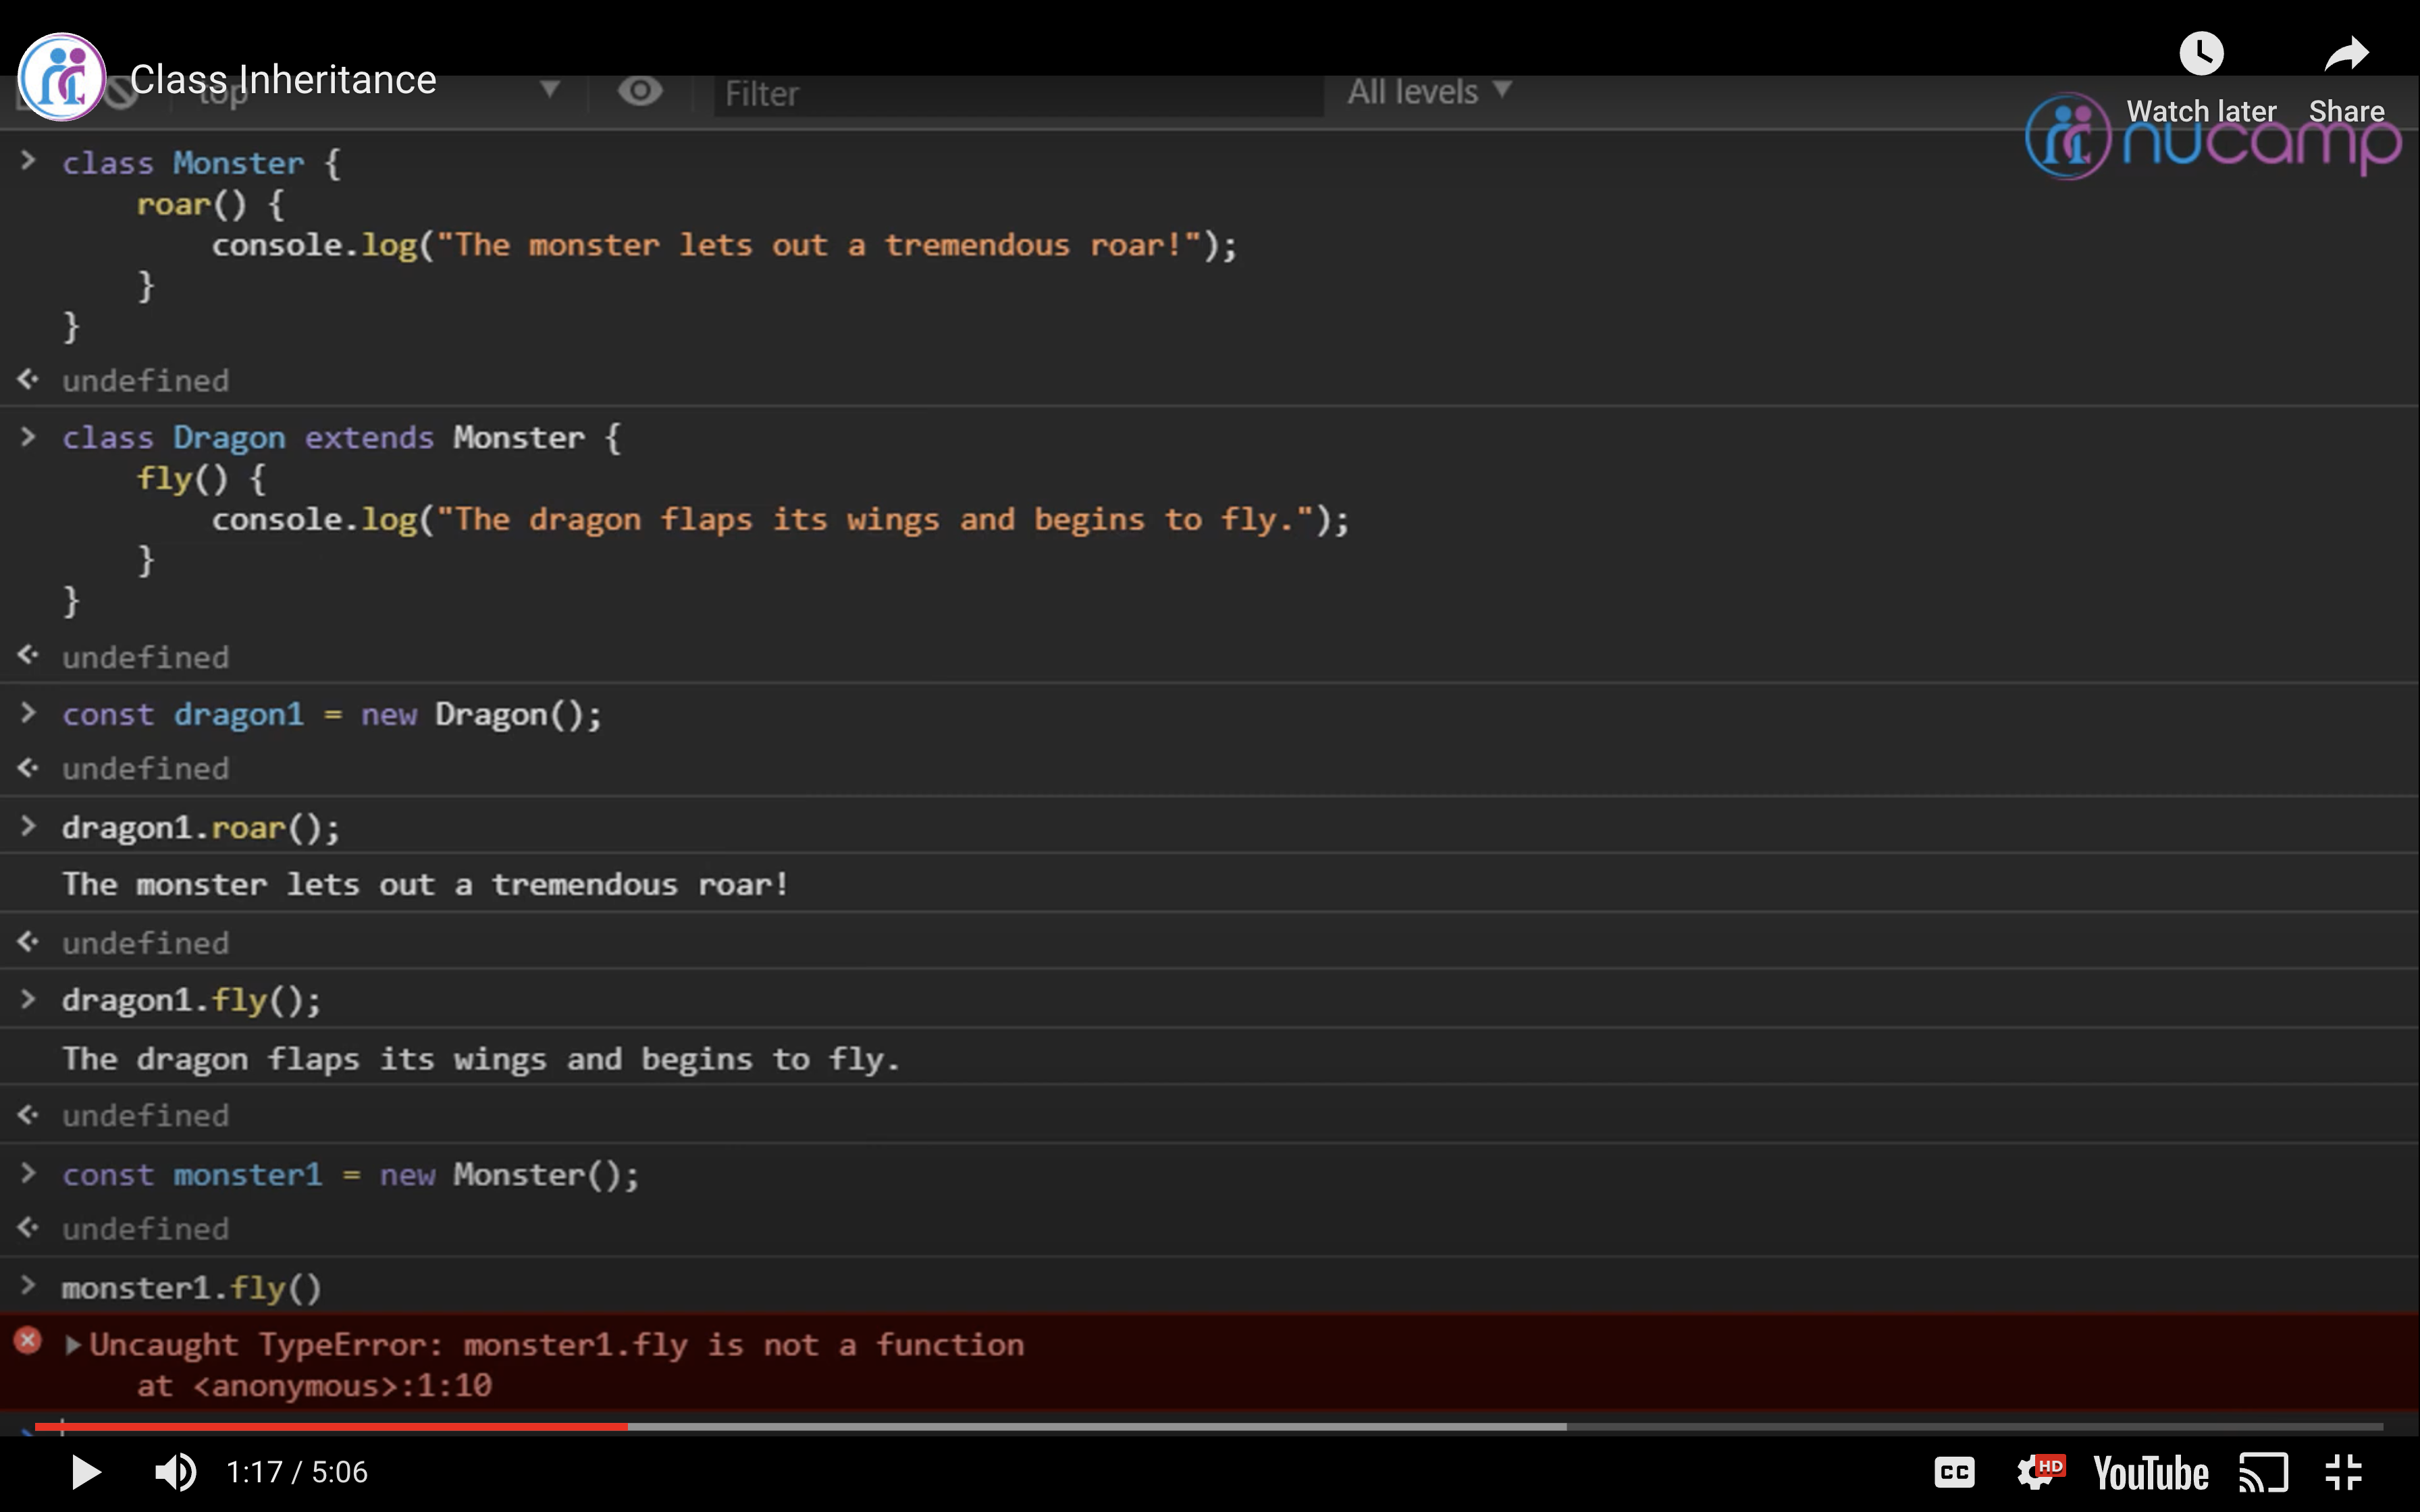 Class Inheritance
top
Filter
All levels
Watch later
Share
nucamp
> class Monster {
roar() {
console.log("The monster lets out a tremendous roar!");
}
}
undefined
> class Dragon extends Monster {
fly() {
console.log("The dragon flaps its wings and begins to fly.");
}
}
undefined
> const dragon1 = new Dragon();
undefined
> dragon1.roar();
The monster lets out a tremendous roar!
undefined
> dragon1.fly();
The dragon flaps its wings and begins to fly.
undefined
> const monster1 = new Monster();
undefined
> monster1.fly()
Uncaught TypeError: monster1.fly is not a function
at <anonymous>:1:10
1:17 / 5:06
CC
HD
YouTube